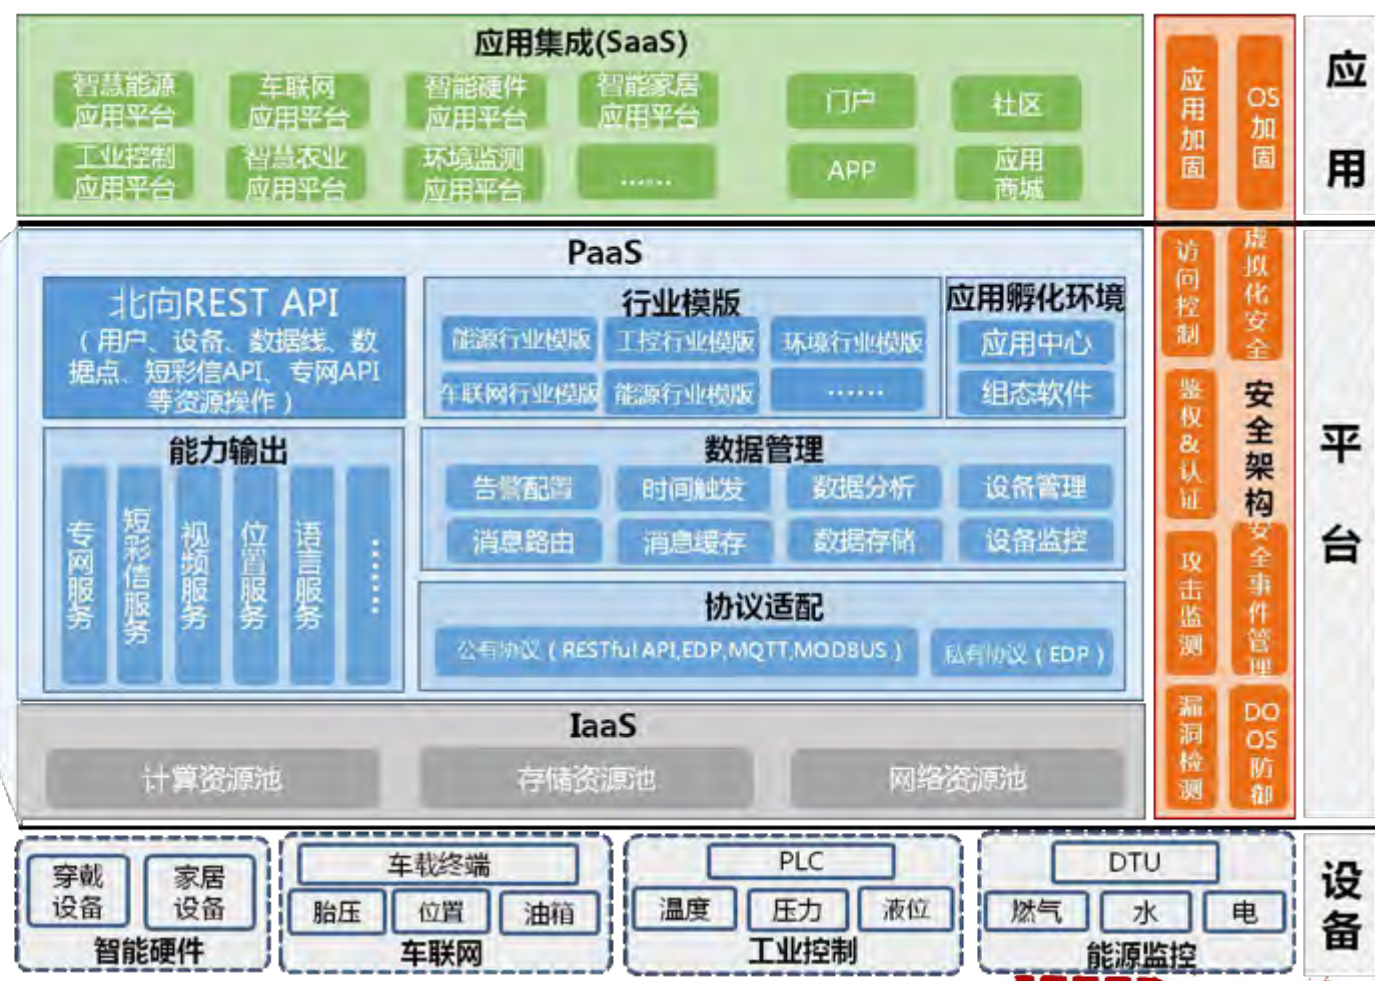 应用集成(SaaS)
智慧能源
应用平台
车联网
应用平台
智能硬件
应用平台
智能家居
应用平台
门户
社区
工业控制
应用平台
智慧农业
应用平台
环境监测
应用平台
......
APP
应用
商城
应用加固
OS
加
固
应
用
PaaS
北向REST API
（用户、设备、数据线、数
据点、短彩信API、专网API
等资源操作）
行业模版
能源行业模版
工控行业模版
环境行业模版
车联网行业模版
能源行业模版
......
应用孵化环境
应用中心
组态软件
能力输出
专网服务
短彩信服务
视频服务
位置服务
语言服务
......
数据管理
告警配置
时间触发
数据分析
设备管理
消息路由
消息缓存
数据存储
设备监控
协议适配
公有协议（RESTful API,EDP,MQTT,MODBUS）
私有协议（EDP）
访问控制
虚拟化安全
鉴权&认证
安全架构
攻击监测
安全事件管理
漏洞检测
DO
OS
防
御
平
台
IaaS
计算资源池
存储资源池
网络资源池
穿戴
设备
家居
设备
智能硬件
车载终端
胎压
位置
油箱
车联网
PLC
温度
压力
液位
工业控制
DTU
燃气
水
电
能源监控
设
备